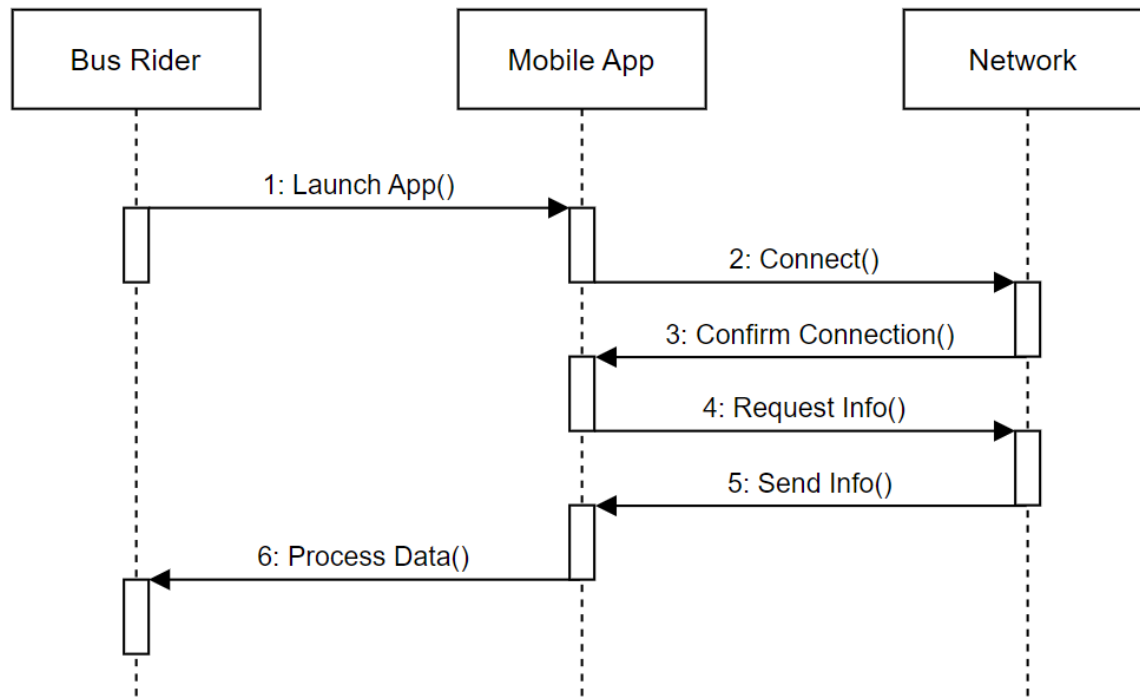 Bus Rider
Mobile App
Network
1: Launch App()
2: Connect()
3: Confirm Connection()
4: Request Info()
5: Send Info()
6: Process Data()